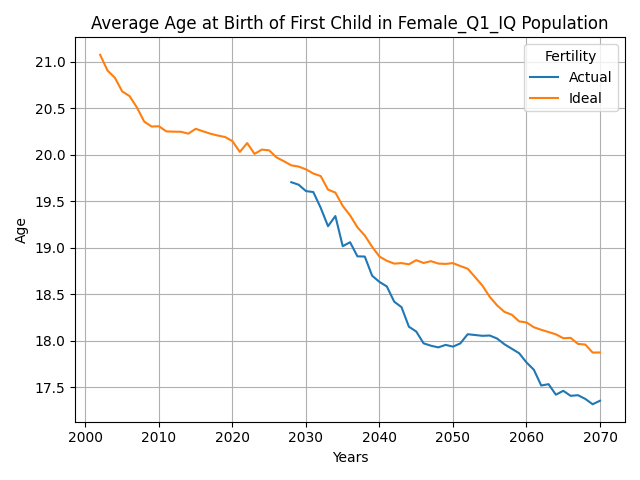 Average Age at Birth of First Child in Female_Q1_IQ Population
Fertility
Actual
Ideal
21.0
20.5
20.0
19.5
19.0
18.5
18.0
17.5
Age
2000 2010 2020 2030 2040 2050 2060 2070
Years